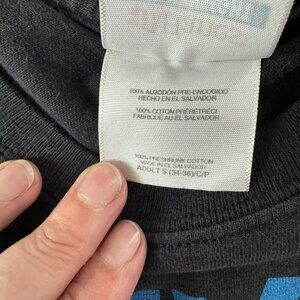 100% ALGODÓN PRE-ENCOGIDO
HECHO EN EL SALVADOR
100% COTON PRÉRÉTRÉCI
FABRIQUÉ AU EL SALVADOR
100% PRESHRUNK COTTON
MADE IN EL SALVADOR
ADULT S (34-36)/C/P